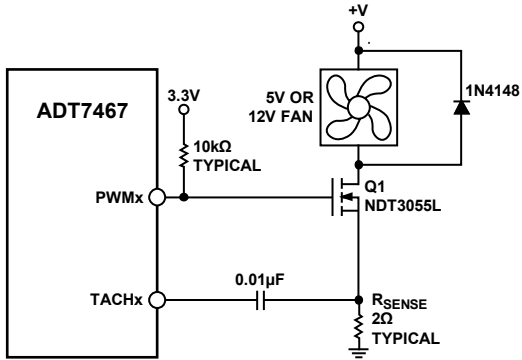 +V
ADT7467
3.3V
5V OR
12V FAN
1N4148
10kΩ
TYPICAL
PWMx
Q1
NDT3055L
0.01µF
TACHx
RSENSE
2Ω
TYPICAL